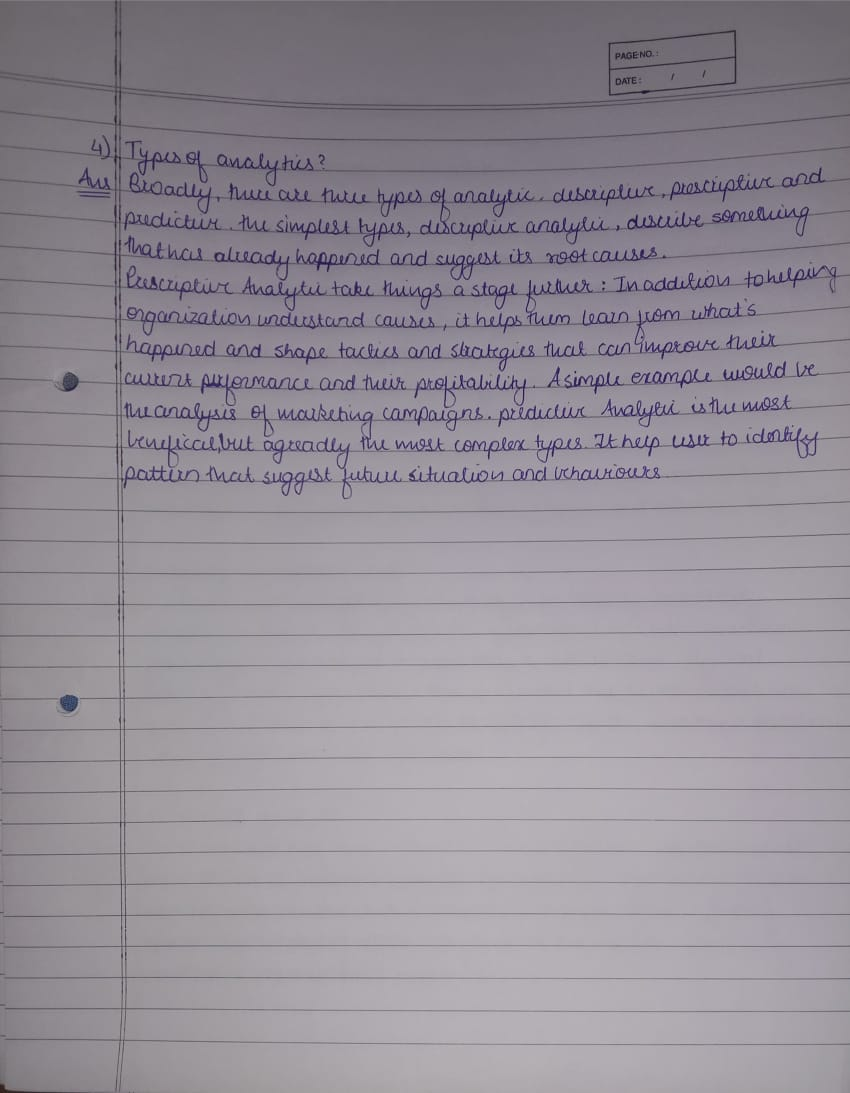 PAGE NO.:
DATE: / /
4) Types of analytics?
Ans Broadly, there are three types of analytic. descriptive, prescriptive and
predictive. the simplest types, discriptive analytic, describe something
that has already happened and suggest its root causes.
Prescriptive Analytic take things a stage further: In addition to helping
organization understand causes, it helps them learn from what's
happened and shape tactics and strategies that can improve their
current performance and their profitability. A simple example would be
the analysis of marketing campaigns. predictive Analytic is the most
benefical, but agreadly the most complex types. It help user to identify
pattern that suggest future situation and behaviours